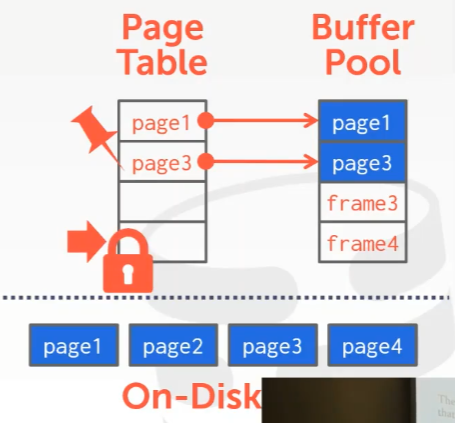 Page Table
Buffer Pool
page1
page1
page3
page3
frame3
frame4
page1 page2 page3 page4
On-Disk